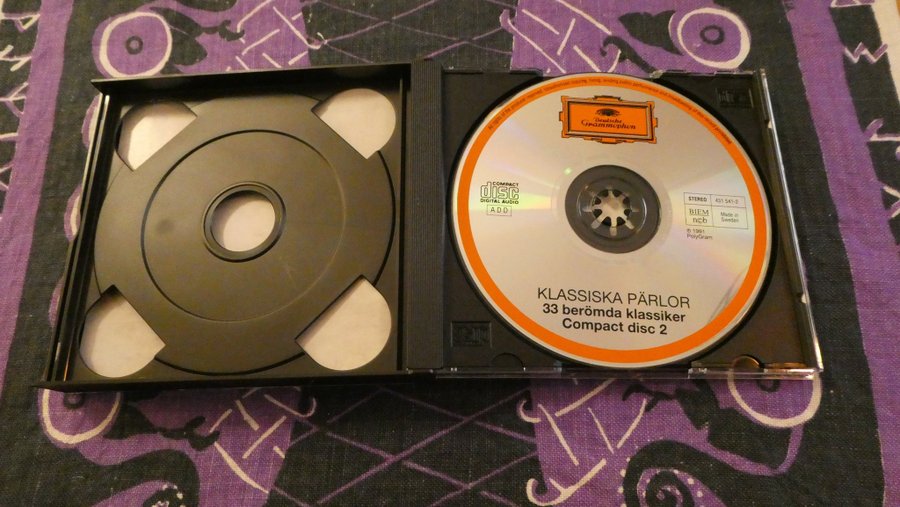 Deutsche
Grammophon
COMPACT
disc
DIGITAL AUDIO
ADD
STEREO
431 541-2
BIEM
n©b
Made in
Sweden
℗ 1991
PolyGram
KLASSISKA PÄRLOR
33 berömda klassiker
Compact disc 2